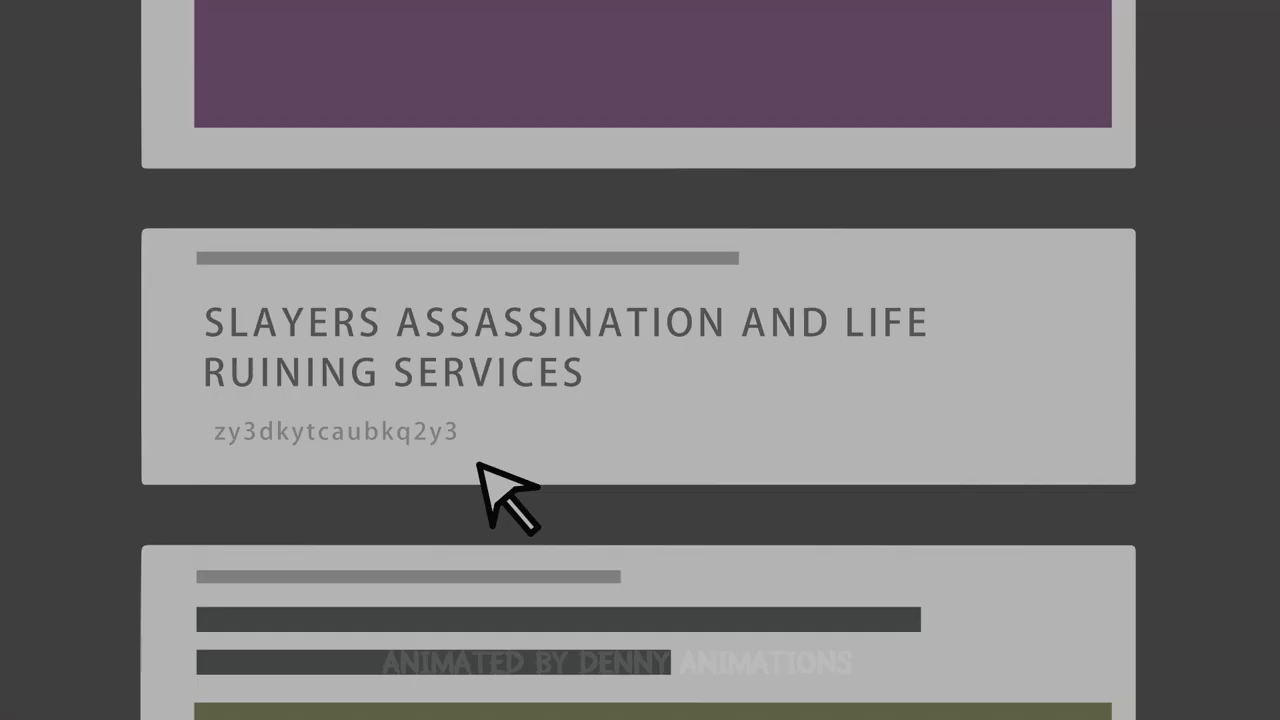 SLAYERS ASSASSINATION AND LIFE
RUINING SERVICES
zy3dkytcaubkq2y3
ANIMATED BY DENNY ANIMATIONS